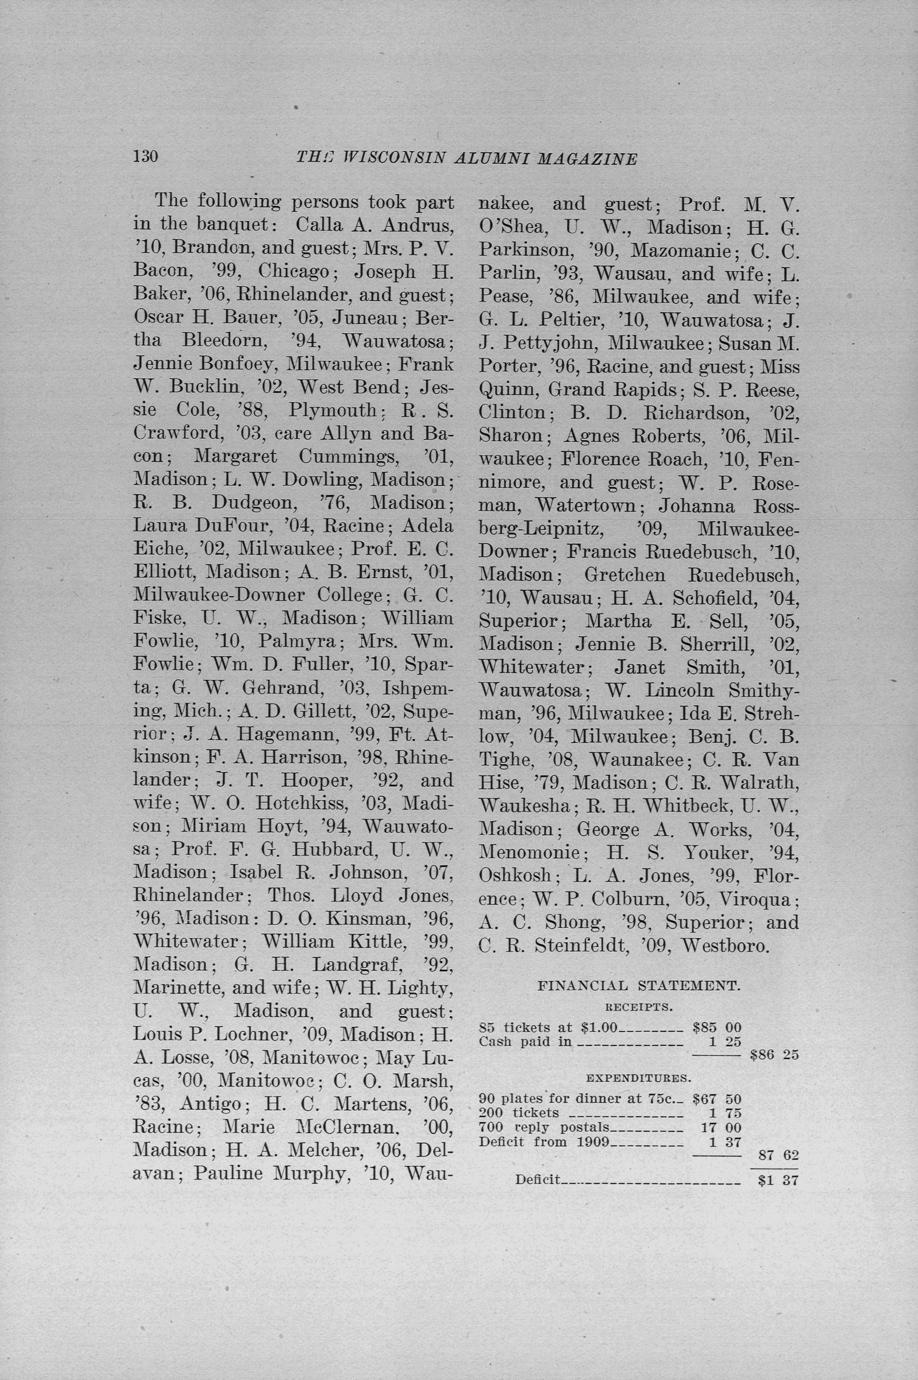 130
THE WISCONSIN ALUMNI MAGAZINE
The following persons took part
in the banquet: Calla A. Andrus,
’10, Brandon, and guest; Mrs. P. V.
Bacon, ’99, Chicago; Joseph H.
Baker, ’06, Rhinelander, and guest;
Oscar H. Bauer, ’05, Juneau; Ber-
tha Bleedorn, ’94, Wauwatosa;
Jennie Bonfoey, Milwaukee; Frank
W. Bucklin, ’02, West Bend; Jes-
sie Cole, ’88, Plymouth; R. S.
Crawford, ’03, care Allyn and Ba-
con; Margaret Cummings, ’01,
Madison; L. W. Dowling, Madison;
R. B. Dudgeon, ’76, Madison;
Laura DuFour, ’04, Racine; Adela
Eiche, ’02, Milwaukee; Prof. E. C.
Elliott, Madison; A. B. Ernst, ’01,
Milwaukee-Downer College; G. C.
Fiske, U. W., Madison; William
Fowlie, ’10, Palmyra; Mrs. Wm.
Fowlie; Wm. D. Fuller, ’10, Spar-
ta; G. W. Gehrand, ’03, Ishpem-
ing, Mich.; A. D. Gillett, ’02, Supe-
rior; J. A. Hagemann, ’99, Ft. At-
kinson; F. A. Harrison, ’98, Rhine-
lander; J. T. Hooper, ’92, and
wife; W. O. Hotchkiss, ’03, Madi-
son; Miriam Hoyt, ’94, Wauwato-
sa; Prof. F. G. Hubbard, U. W.,
Madison; Isabel R. Johnson, ’07,
Rhinelander; Thos. Lloyd Jones,
’96, Madison: D. O. Kinsman, ’96,
Whitewater; William Kittle, ’99,
Madison; G. H. Landgraf, ’92,
Marinette, and wife; W. H. Lighty,
U. W., Madison, and guest;
Louis P. Lochner, ’09, Madison; H.
A. Losse, ’08, Manitowoc; May Lu-
cas, ’00, Manitowoc; C. O. Marsh,
’83, Antigo; H. C. Martens, ’06,
Racine; Marie McClernan, ’00,
Madison; H. A. Melcher, ’06, Del-
avan; Pauline Murphy, ’10, Wau-
nakee, and guest; Prof. M. V.
O’Shea, U. W., Madison; H. G.
Parkinson, ’90, Mazomanie; C. C.
Parlin, ’93, Wausau, and wife; L.
Pease, ’86, Milwaukee, and wife;
G. L. Peltier, ’10, Wauwatosa; J.
J. Pettyjohn, Milwaukee; Susan M.
Porter, ’96, Racine, and guest; Miss
Quinn, Grand Rapids; S. P. Reese,
Clinton; B. D. Richardson, ’02,
Sharon; Agnes Roberts, ’06, Mil-
waukee; Florence Roach, ’10, Fen-
nimore, and guest; W. P. Rose-
man, Watertown; Johanna Ross-
berg-Leipnitz, ’09, Milwaukee-
Downer; Francis Ruedebusch, ’10,
Madison; Gretchen Ruedebusch,
’10, Wausau; H. A. Schofield, ’04,
Superior; Martha E. Sell, ’05,
Madison; Jennie B. Sherrill, ’02,
Whitewater; Janet Smith, ’01,
Wauwatosa; W. Lincoln Smithy-
man, ’96, Milwaukee; Ida E. Streh-
low, ’04, Milwaukee; Benj. C. B.
Tighe, ’08, Waunakee; C. R. Van
Hise, ’79, Madison; C. R. Walrath,
Waukesha; R. H. Whitbeck, U. W.,
Madison; George A. Works, ’04,
Menomonie; H. S. Youker, ’94,
Oshkosh; L. A. Jones, ’99, Flor-
ence; W. P. Colburn, ’05, Viroqua;
A. C. Shong, ’98, Superior; and
C. R. Steinfeldt, ’09, Westboro.
FINANCIAL STATEMENT.
RECEIPTS.
85 tickets at $1.00 $85 00
Cash paid in 1 25
$86 25
EXPENDITURES.
90 plates for dinner at 75c. $67 50
200 tickets 1 75
700 reply postals 17 00
Deficit from 1909 1 37
87 62
Deficit $1 37